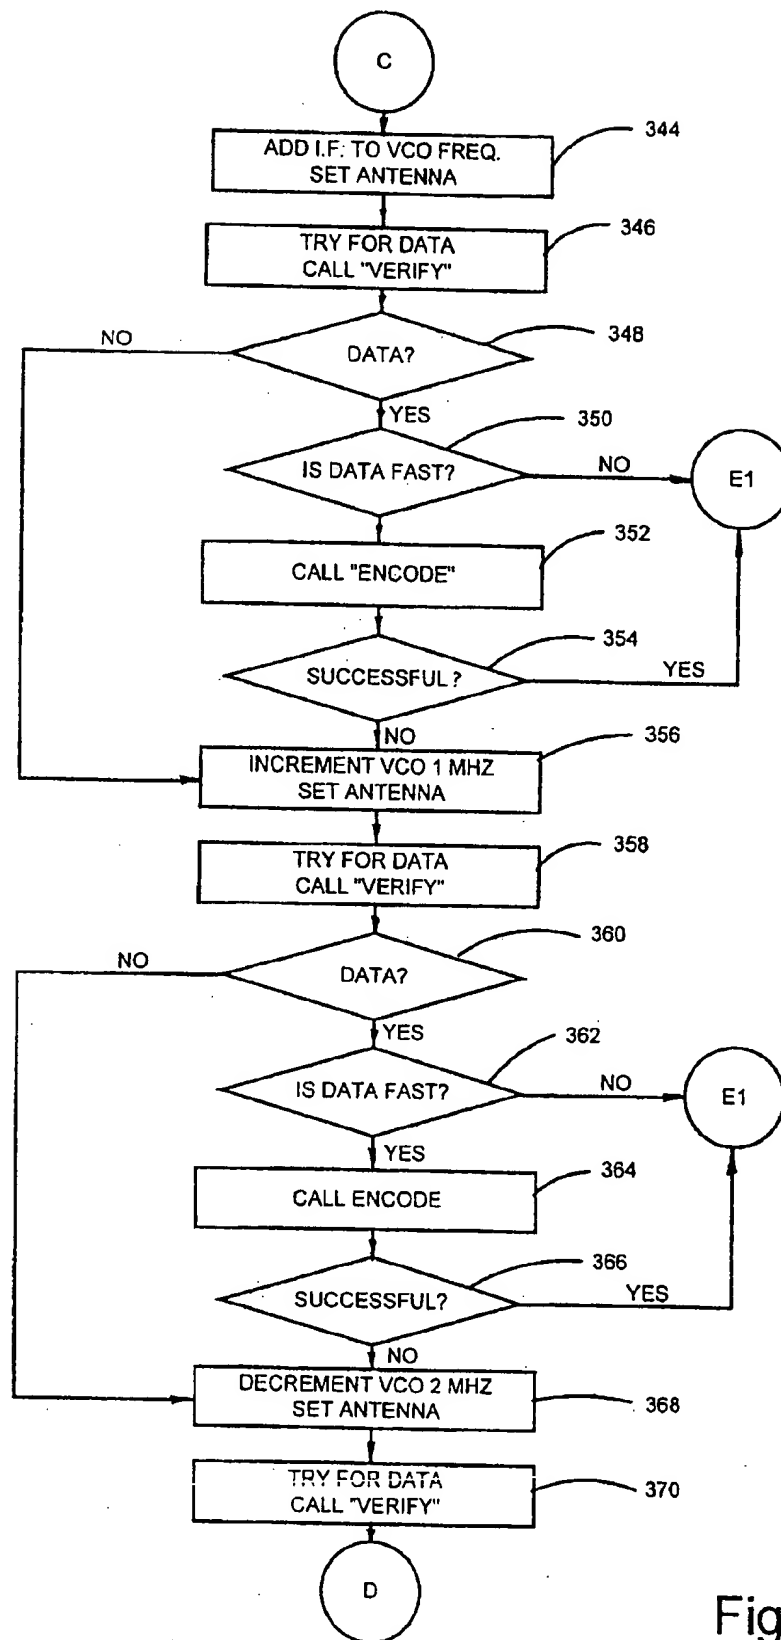 C
344
ADD I.F. TO VCO FREQ.
SET ANTENNA
346
TRY FOR DATA
CALL "VERIFY"
348
NO
DATA?
YES
350
IS DATA FAST?
NO
E1
352
CALL "ENCODE"
354
SUCCESSFUL?
YES
NO
356
INCREMENT VCO 1 MHZ
SET ANTENNA
358
TRY FOR DATA
CALL "VERIFY"
360
NO
DATA?
YES
362
IS DATA FAST?
NO
E1
YES
364
CALL ENCODE
366
SUCCESSFUL?
YES
NO
DECREMENT VCO 2 MHZ
SET ANTENNA
368
TRY FOR DATA
CALL "VERIFY"
370
D
Fig